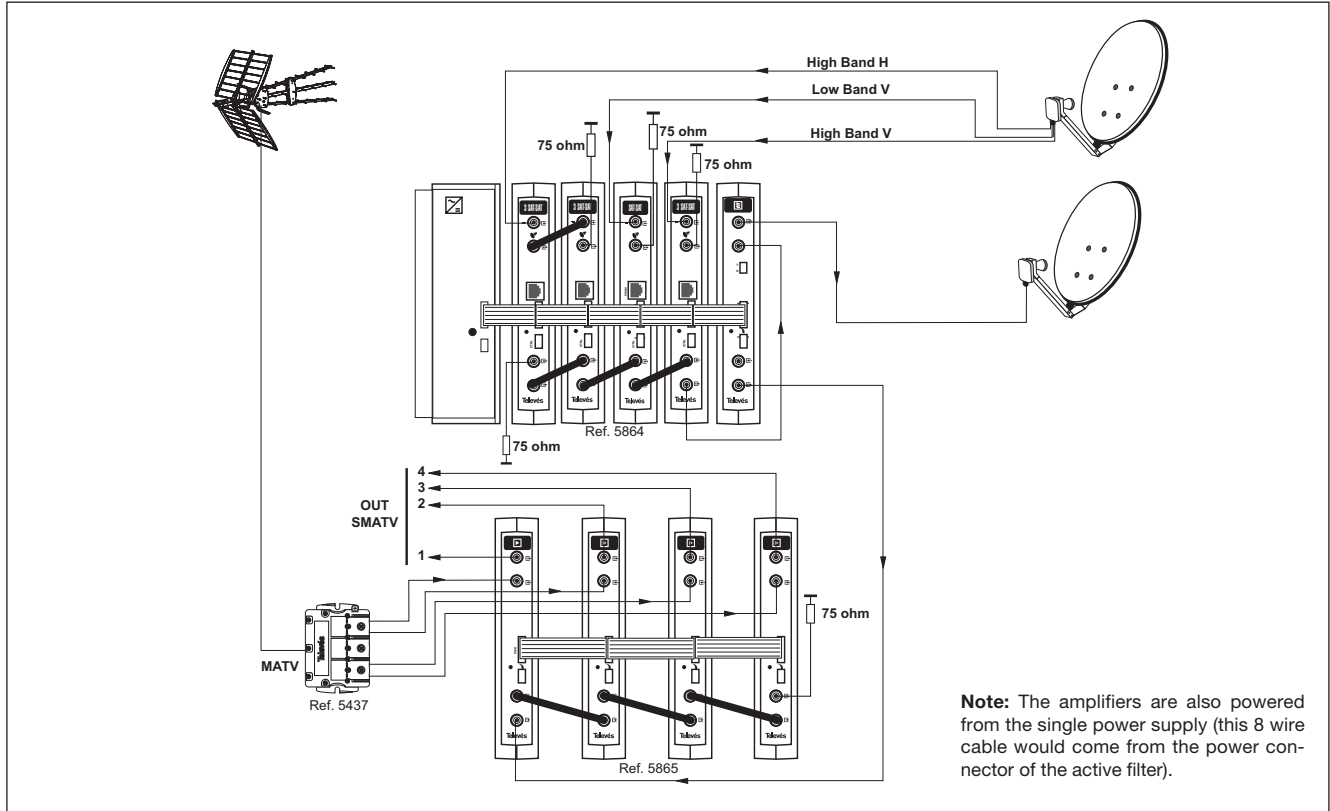 High Band H
Low Band V
High Band V
75 ohm
75 ohm
75 ohm
3 SAT-SAT
3 SAT-SAT
SAT-SAT
3 SAT-SAT
Televés
Televés
Televés
Televés
Televés
Ref. 5864
75 ohm
4
3
2
OUT
SMATV
1
75 ohm
Televés
MATV
Ref. 5437
Televés
Televés
Televés
Televés
Ref. 5865
Note: The amplifiers are also powered
from the single power supply (this 8 wire
cable would come from the power con-
nector of the active filter).